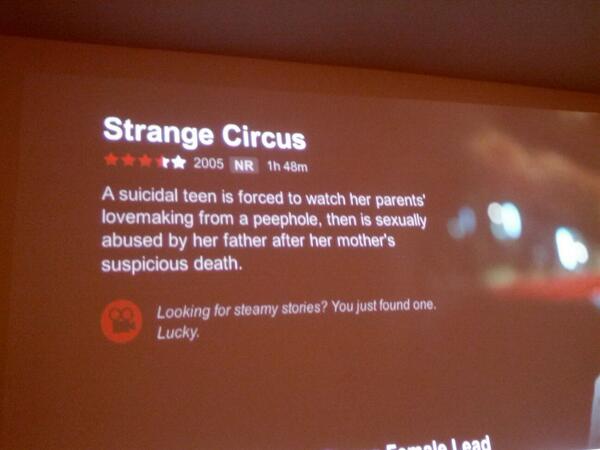 Strange Circus
2005 NR 1h 48m
A suicidal teen is forced to watch her parents'
lovemaking from a peephole, then is sexually
abused by her father after her mother's
suspicious death.
Looking for steamy stories? You just found one.
Lucky.
Female Lead